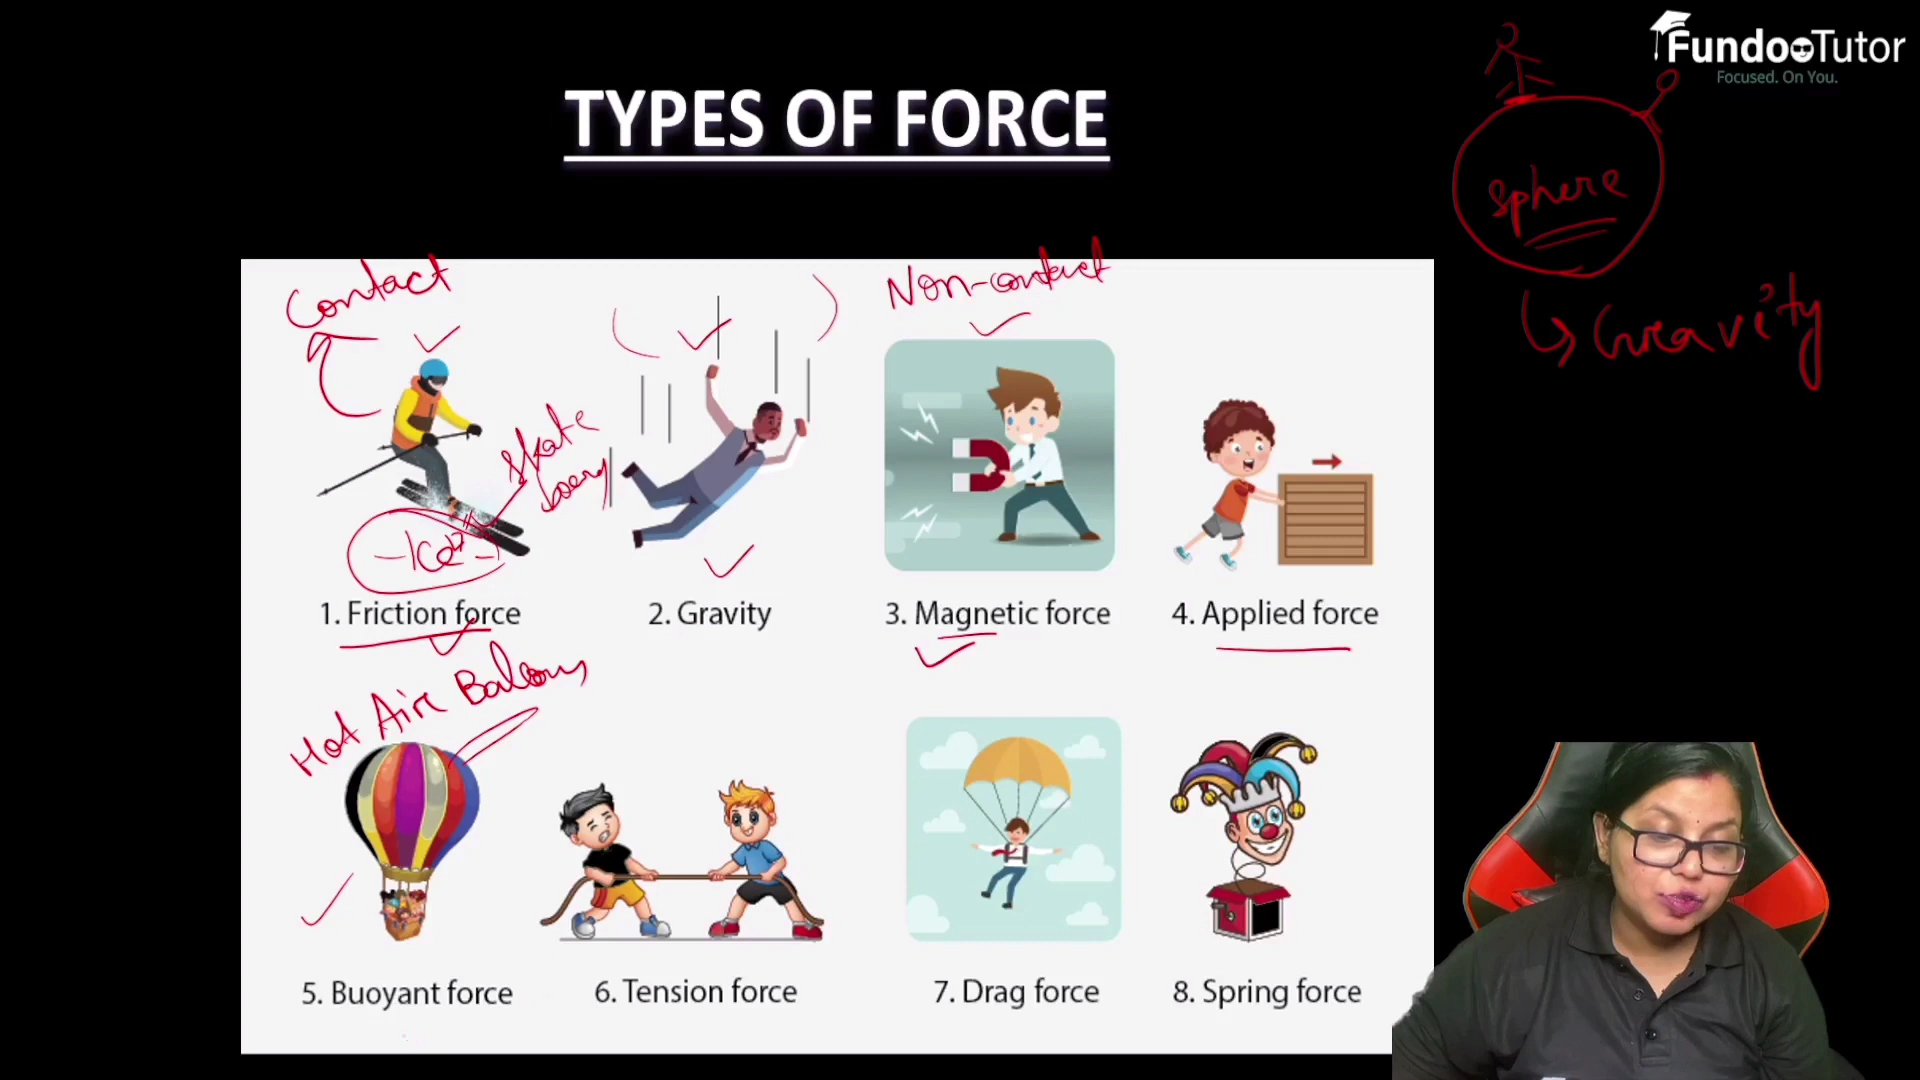 FundooTutor
Focused. On You.
TYPES OF FORCE
Sphere
Gravity
Contact
Non-contact
Skate
Ice
1. Friction force
2. Gravity
3. Magnetic force
4. Applied force
Hot Air Baloon
5. Buoyant force
6. Tension force
7. Drag force
8. Spring force